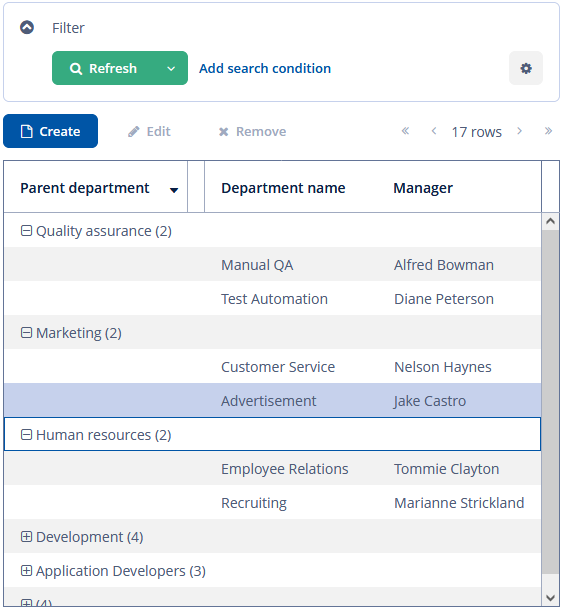 Filter
Refresh Add search condition
Create Edit Remove 17 rows
Parent department Department name Manager
Quality assurance (2)
Manual QA Alfred Bowman
Test Automation Diane Peterson
Marketing (2)
Customer Service Nelson Haynes
Advertisement Jake Castro
Human resources (2)
Employee Relations Tommie Clayton
Recruiting Marianne Strickland
Development (4)
Application Developers (3)
(4)